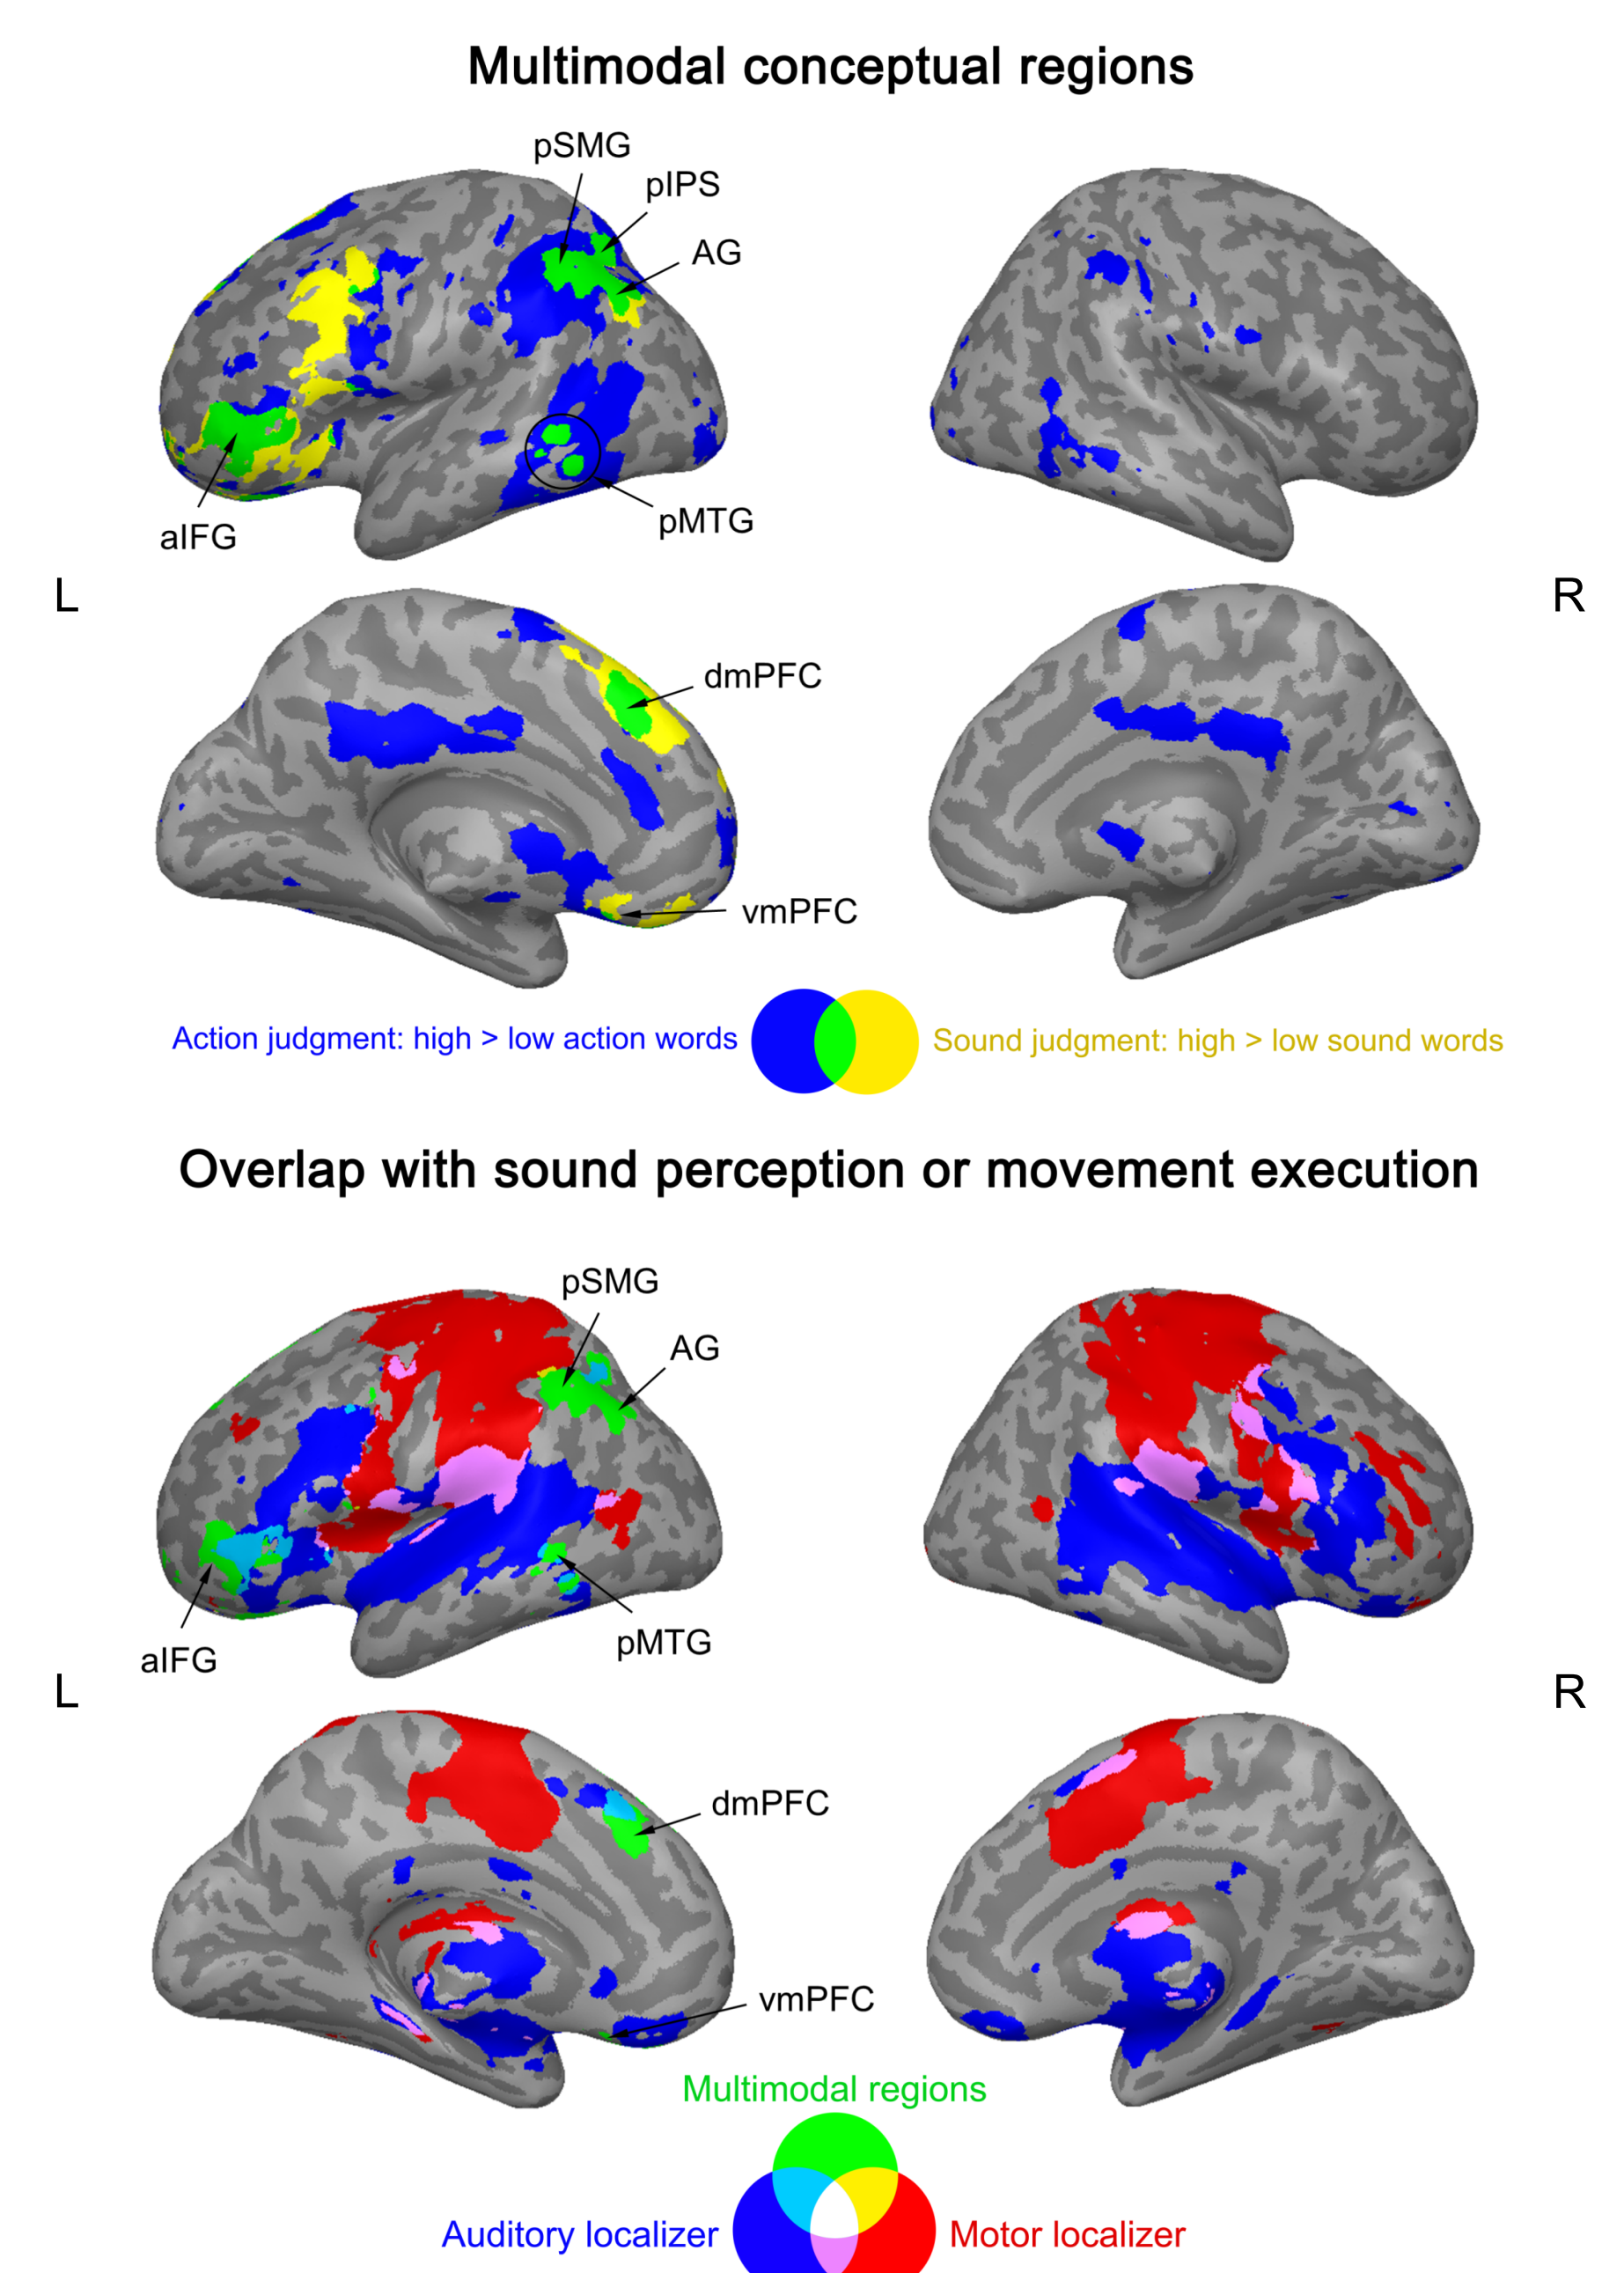 Multimodal conceptual regions
pSMG
pIPS
AG
aIFG
pMTG
L
R
dmPFC
vmPFC
Action judgment: high > low action words
Sound judgment: high > low sound words
Overlap with sound perception or movement execution
pSMG
AG
aIFG
pMTG
L
R
dmPFC
vmPFC
Multimodal regions
Auditory localizer
Motor localizer